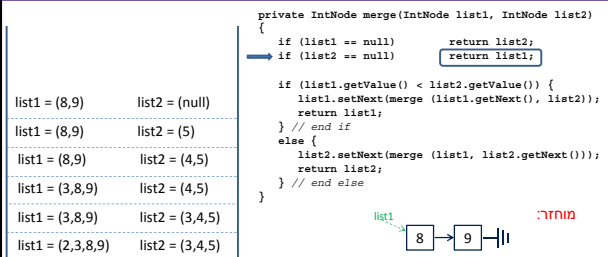 private IntNode merge(IntNode list1, IntNode list2)
{
if (list1 == null) return list2;
if (list2 == null) return list1;
if (list1.getValue() < list2.getValue()) {
list1.setNext(merge (list1.getNext(), list2));
return list1;
} // end if
else {
list2.setNext(merge (list1, list2.getNext()));
return list2;
} // end else
}
list1 = (8,9) list2 = (null)
list1 = (8,9) list2 = (5)
list1 = (8,9) list2 = (4,5)
list1 = (3,8,9) list2 = (4,5)
list1 = (3,8,9) list2 = (3,4,5)
list1 = (2,3,8,9) list2 = (3,4,5)
מוחזר:
list1
8 9